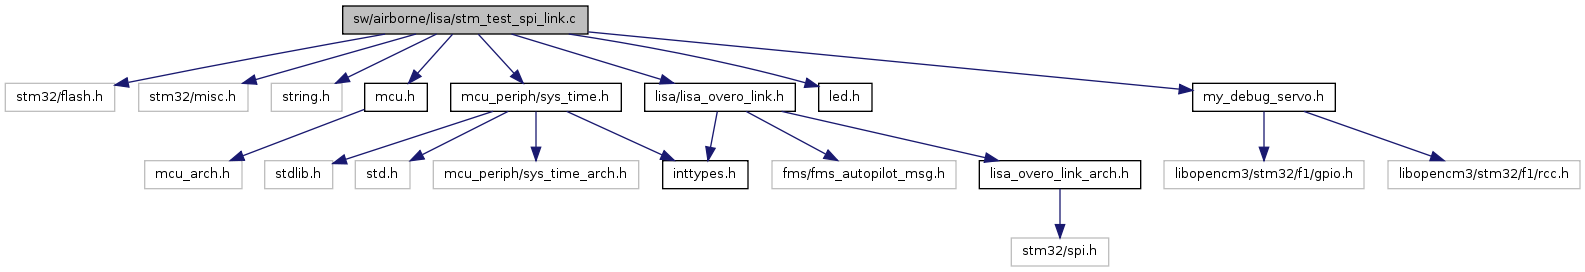 sw/airborne/lisa/stm_test_spi_link.c
stm32/flash.h
stm32/misc.h
string.h
mcu.h
mcu_periph/sys_time.h
lisa/lisa_overo_link.h
led.h
my_debug_servo.h
mcu_arch.h
stdlib.h
std.h
mcu_periph/sys_time_arch.h
inttypes.h
fms/fms_autopilot_msg.h
lisa_overo_link_arch.h
libopencm3/stm32/f1/gpio.h
libopencm3/stm32/f1/rcc.h
stm32/spi.h